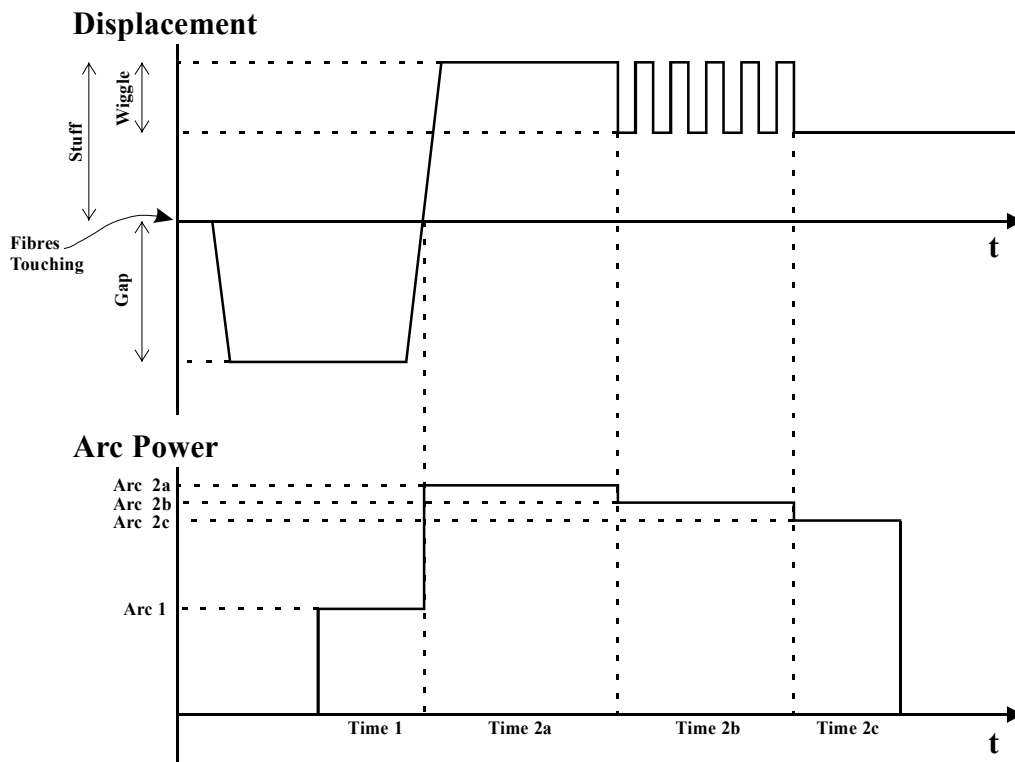 Displacement
Wiggle
Stuff
Fibres
Touching
Gap
t
Arc Power
Arc 2a
Arc 2b
Arc 2c
Arc 1
Time 1
Time 2a
Time 2b
Time 2c
t